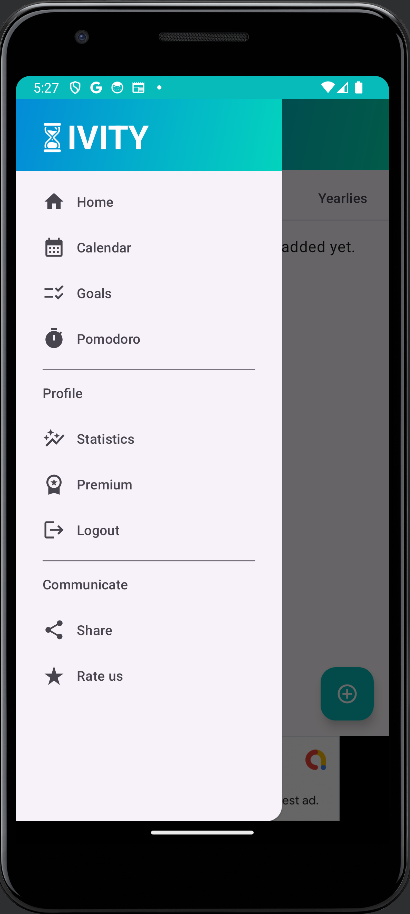 5:27
IVITY
Home
Calendar
Goals
Pomodoro
Profile
Statistics
Premium
Logout
Communicate
Share
Rate us
Yearlies
added yet.
est ad.